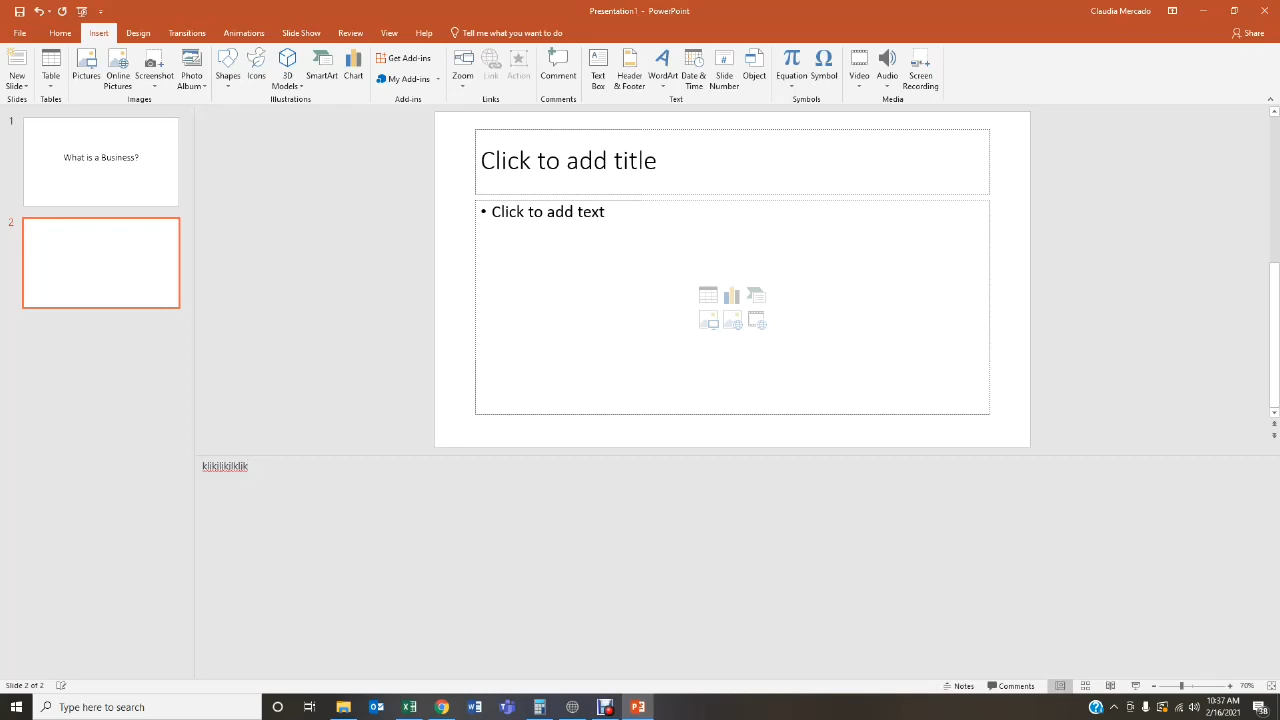 Presentation1 - PowerPoint
Claudia Mercado
File Home Insert Design Transitions Animations Slide Show Review View Help Tell me what you want to do
Share
New Slide
Table
Pictures
Online Pictures
Screenshot
Photo Album
Shapes
Icons
3D Models
SmartArt
Chart
Get Add-ins
My Add-ins
Zoom
Link
Action
Comment
Text Box
Header & Footer
WordArt
Date & Time
Slide Number
Object
Equation
Symbol
Video
Audio
Screen Recording
Slides Tables Images Illustrations Add-ins Links Comments Text Symbols Media
1
What is a Business?
2
Click to add title
• Click to add text
Slide 2 of 2
Notes
Comments
70%
Type here to search
10:37 AM
2/16/2021
38